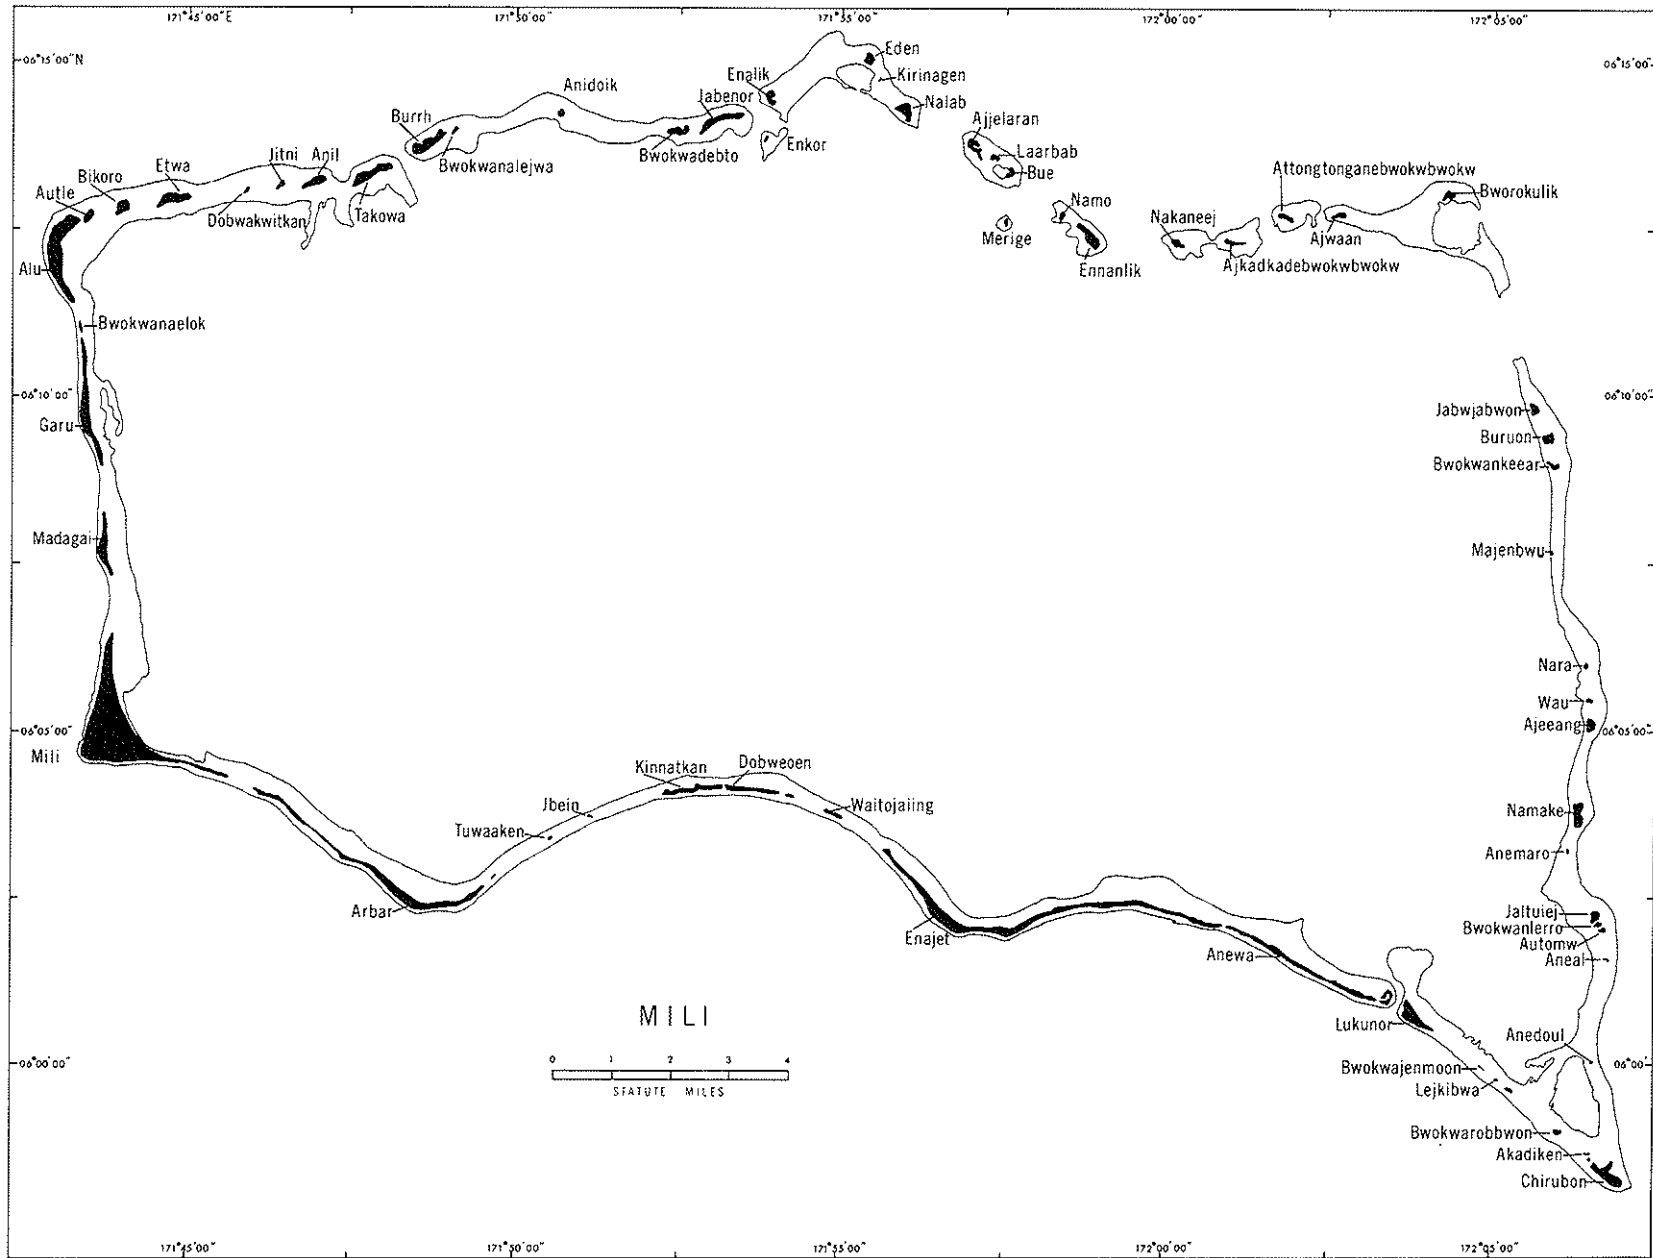 171°45'00"E
171°50'00"
171°55'00"
172°00'00"
172°05'00"
06°15'00"N
06°15'00"
Eden
Kirinagen
Enalik
Anidoik
Jabenor
Nalab
Burrh
Ajjelaran
Enkor
Bwokwadebto
Bwokwanalejwa
Laarbab
Bue
Jitni
Anil
Etwa
Bikoro
Autle
Attongtonganebwokwbwokw
Bworokulik
Namo
Dobwakwitkan
Takowa
Merige
Nakaneej
Ajwaan
Ennanlik
Ajkadkadebwokwbwokw
Alu
Bwokwanaelok
06°10'00"
06°10'00"
Jabwjabwon
Garu
Buruon
Bwokwankeear
Madagai
Majenbwu
Nara
Wau
06°05'00"
Ajeeang
06°05'00"
Mili
Kinnatkan
Dobweoen
Jbein
Waitojaiing
Namake
Tuwaaken
Anemaro
Arbar
Jaltuiej
Bwokwanlerro
Enajet
Automw
Anewa
Aneal
MILI
Lukunor
Anedoul
0 1 2 3 4
STATUTE MILES
06°00'00"
06°00'00"
Bwokwajenmoon
Lejkibwa
Bwokwarobbwon
Akadiken
Chirubon
171°45'00"
171°50'00"
171°55'00"
172°00'00"
172°05'00"